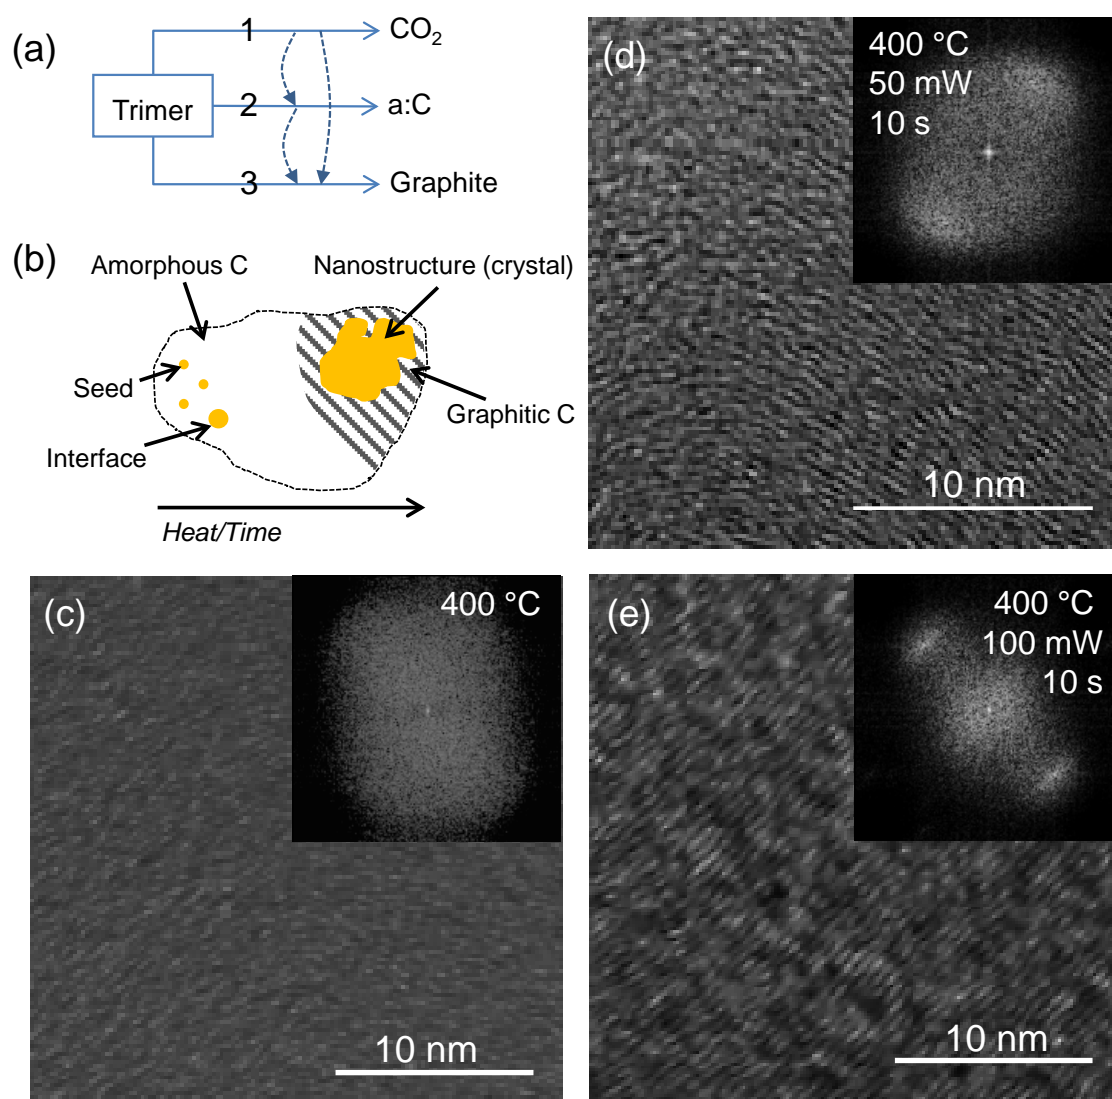 (a)
1
CO₂
Trimer
2
a:C
3
Graphite
(b)
Amorphous C
Nanostructure (crystal)
Seed
Graphitic C
Interface
Heat/Time
(c)
400 °C
10 nm
(d)
400 °C
50 mW
10 s
10 nm
(e)
400 °C
100 mW
10 s
10 nm